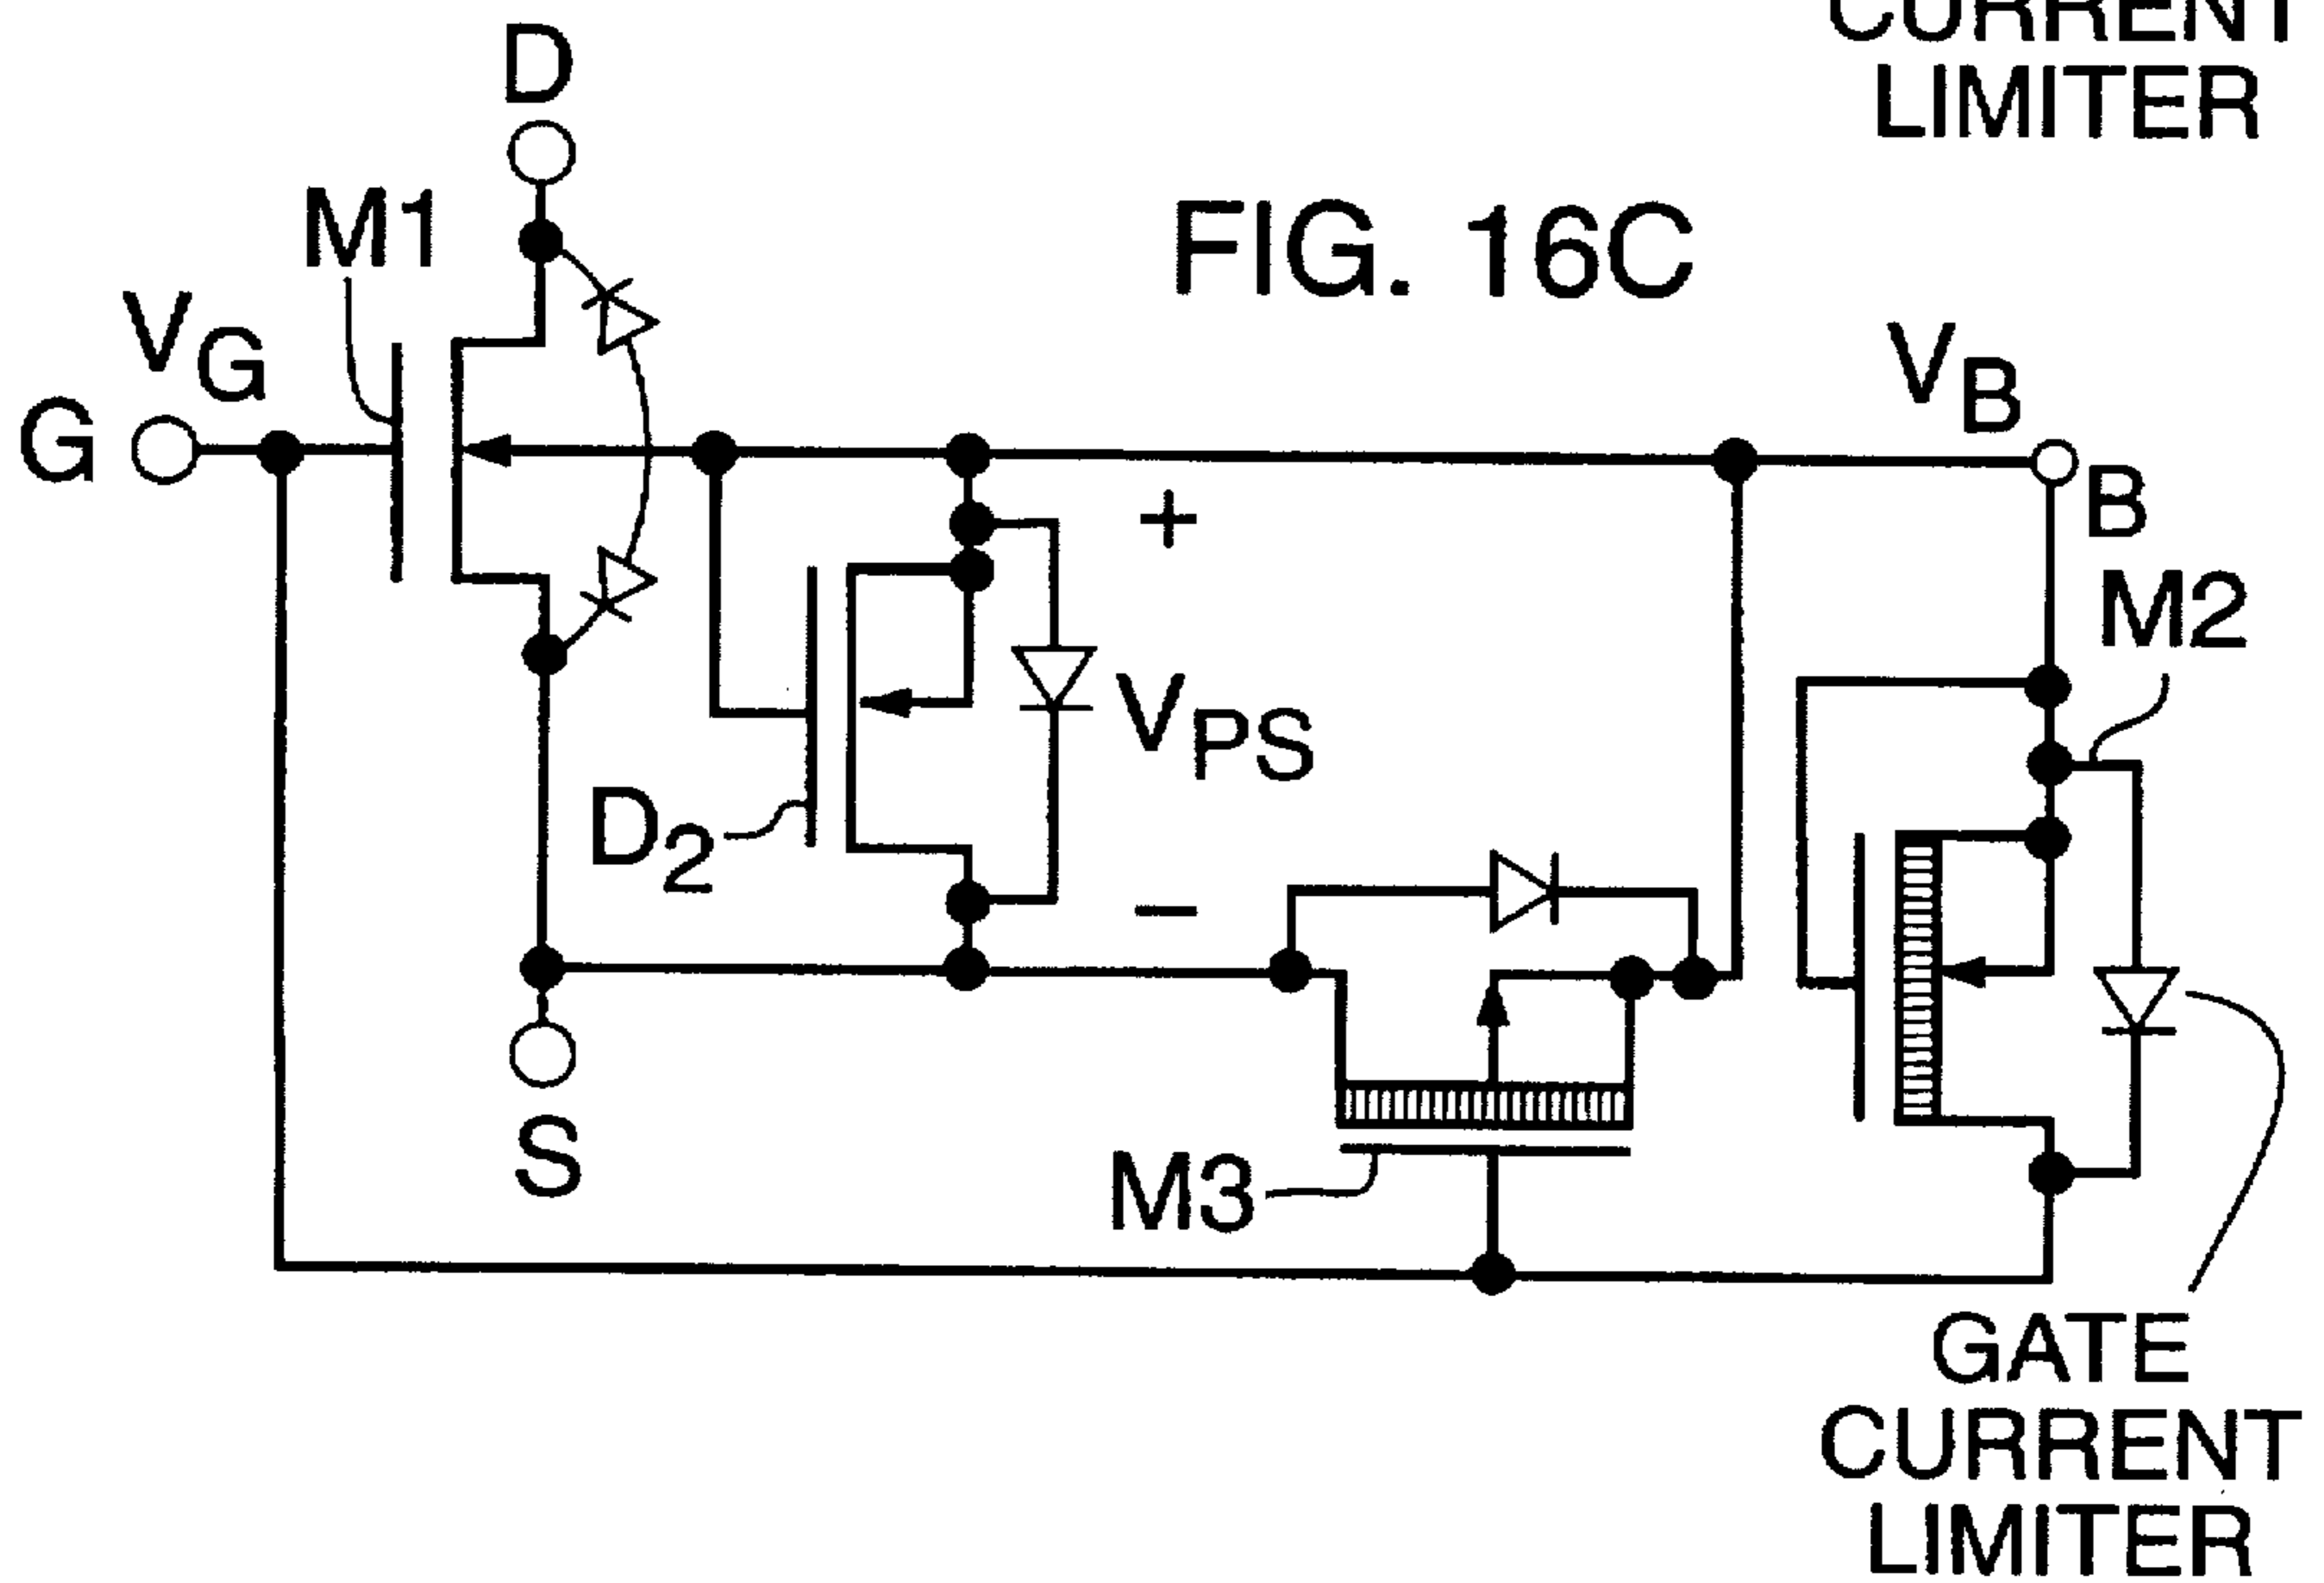 CURRENT
LIMITER
D
M1
FIG. 16C
VG
G
VB
B
+
M2
VPS
D2
−
S
M3
GATE
CURRENT
LIMITER